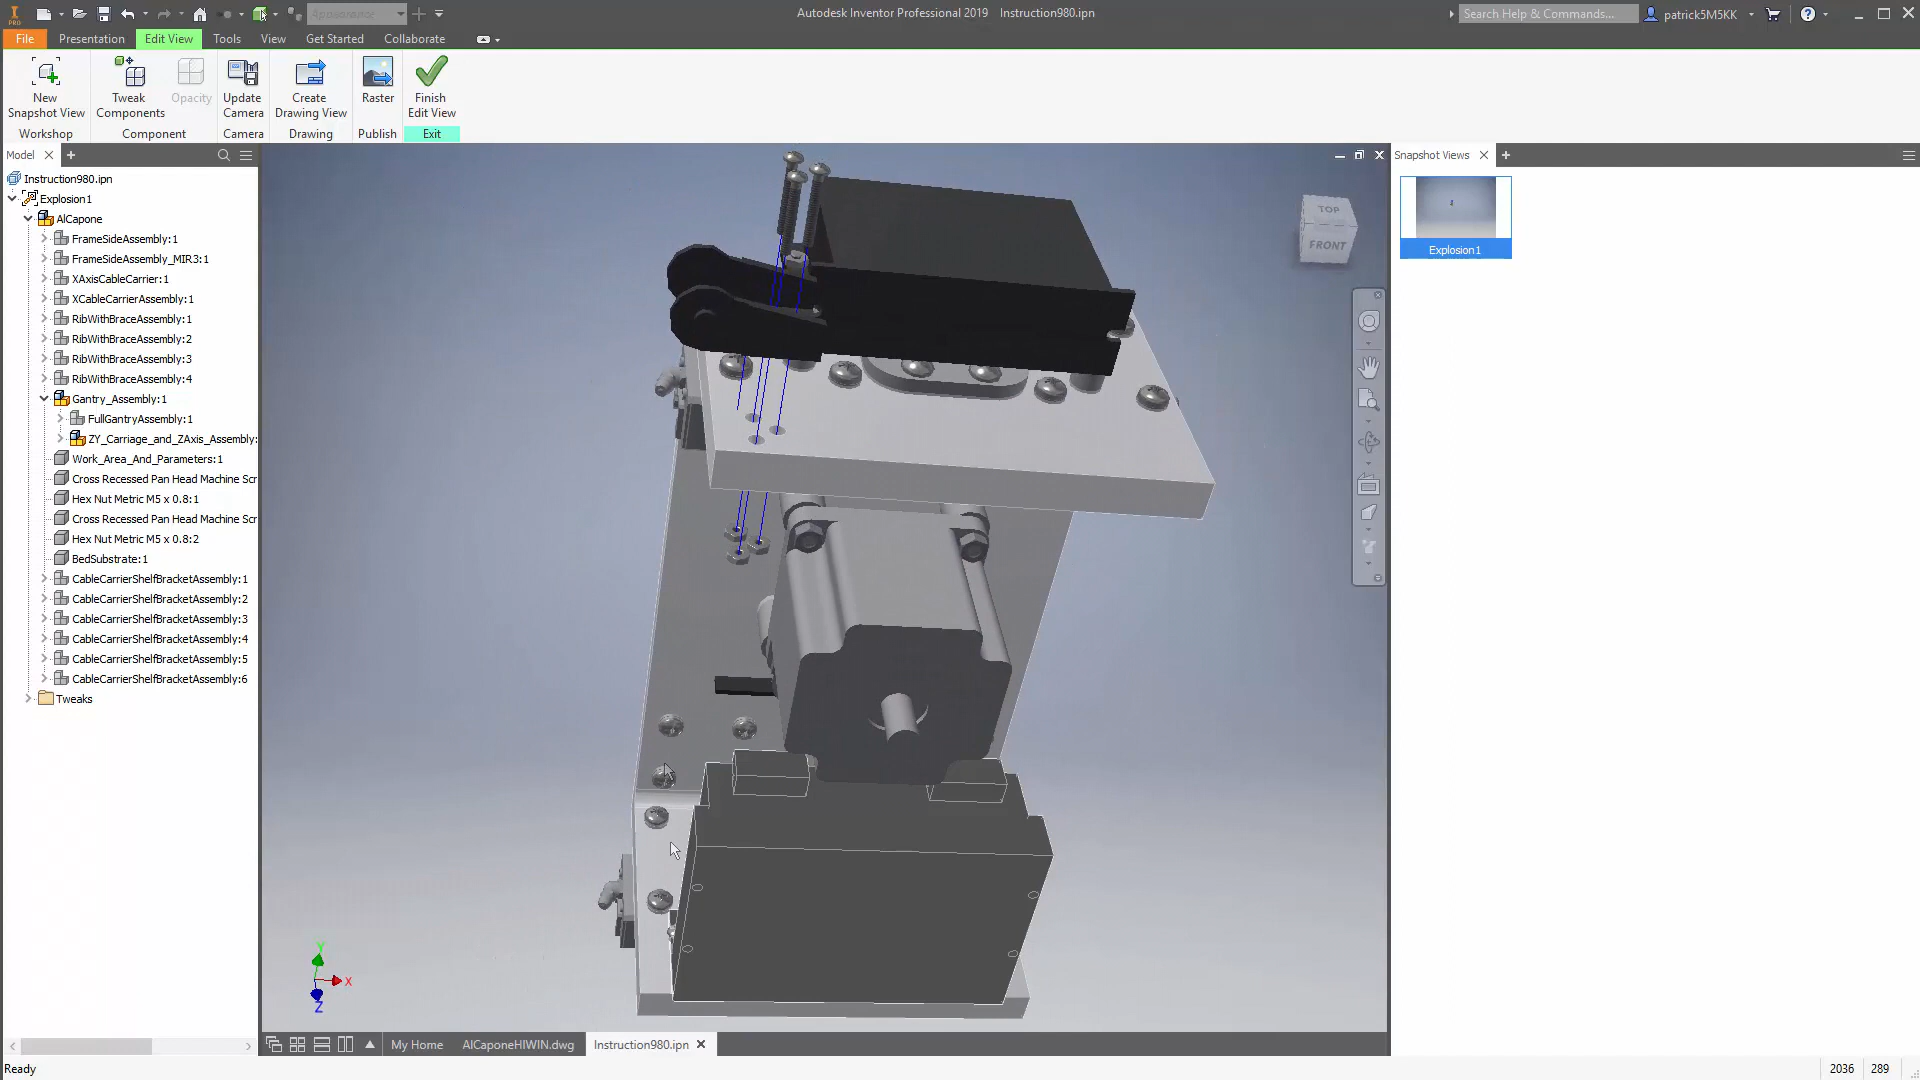 PRO
Appearance
Autodesk Inventor Professional 2019 Instruction980.ipn
Search Help & Commands...
patrick5M5KK
File
Presentation
Edit View
Tools
View
Get Started
Collaborate
New
Snapshot View
Tweak
Components
Opacity
Update
Camera
Create
Drawing View
Raster
Finish
Edit View
Workshop
Component
Camera
Drawing
Publish
Exit
Model
Instruction980.ipn
Explosion1
AlCapone
FrameSideAssembly:1
FrameSideAssembly_MIR3:1
XAxisCableCarrier:1
XCableCarrierAssembly:1
RibWithBraceAssembly:1
RibWithBraceAssembly:2
RibWithBraceAssembly:3
RibWithBraceAssembly:4
Gantry_Assembly:1
FullGantryAssembly:1
ZY_Carriage_and_ZAxis_Assembly:
Work_Area_And_Parameters:1
Cross Recessed Pan Head Machine Scr
Hex Nut Metric M5 x 0.8:1
Cross Recessed Pan Head Machine Scr
Hex Nut Metric M5 x 0.8:2
BedSubstrate:1
CableCarrierShelfBracketAssembly:1
CableCarrierShelfBracketAssembly:2
CableCarrierShelfBracketAssembly:3
CableCarrierShelfBracketAssembly:4
CableCarrierShelfBracketAssembly:5
CableCarrierShelfBracketAssembly:6
Tweaks
TOP
FRONT
Y
X
Z
Snapshot Views
Explosion1
My Home
AlCaponeHIWIN.dwg
Instruction980.ipn
Ready
2036
289